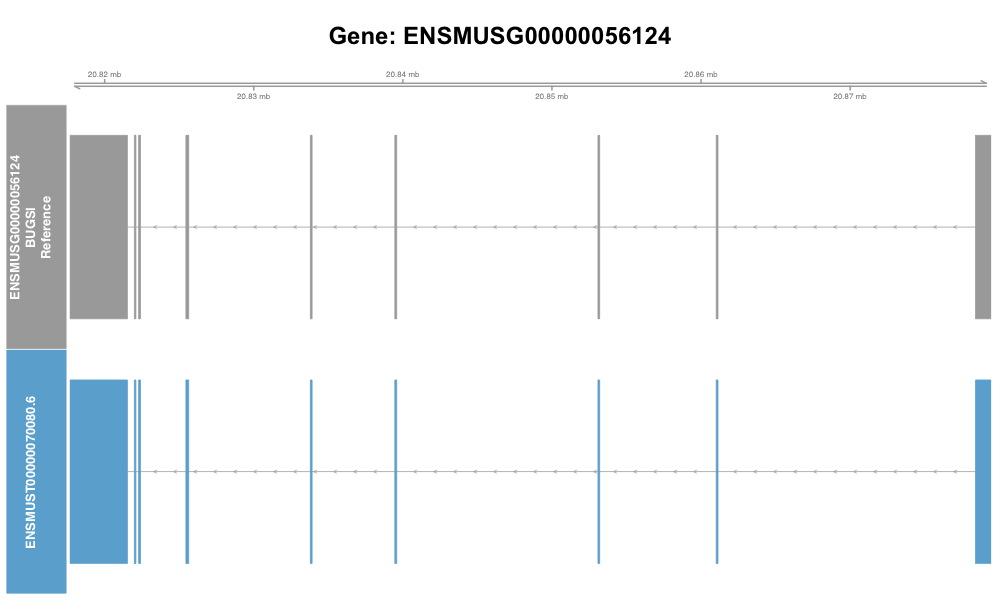 Gene: ENSMUSG00000056124
20.82 mb
20.84 mb
20.86 mb
20.83 mb
20.85 mb
20.87 mb
ENSMUSG00000056124
BUGSI
Reference
ENSMUST00000070080.6